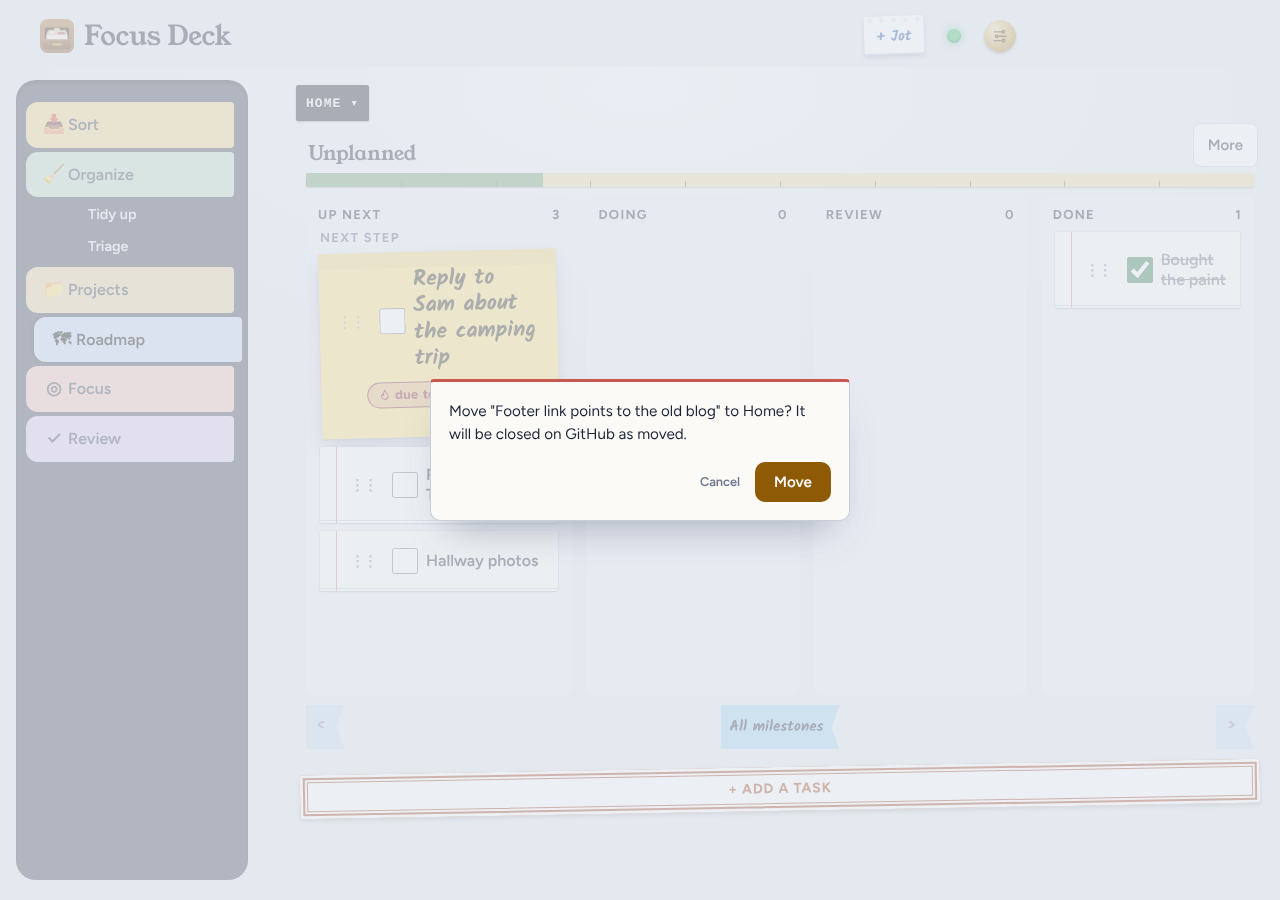 Focus Deck
+ Jot
Sort
Organize
Tidy up
Triage
Projects
Roadmap
Focus
Review
HOME ▾
Unplanned
More
UP NEXT 3
NEXT STEP
Reply to
Sam about
the camping
trip
due
Hallway photos
DOING 0
REVIEW 0
DONE 1
Bought
the paint
Move "Footer link points to the old blog" to Home? It
will be closed on GitHub as moved.
Cancel
Move
<
All milestones
>
+ ADD A TASK